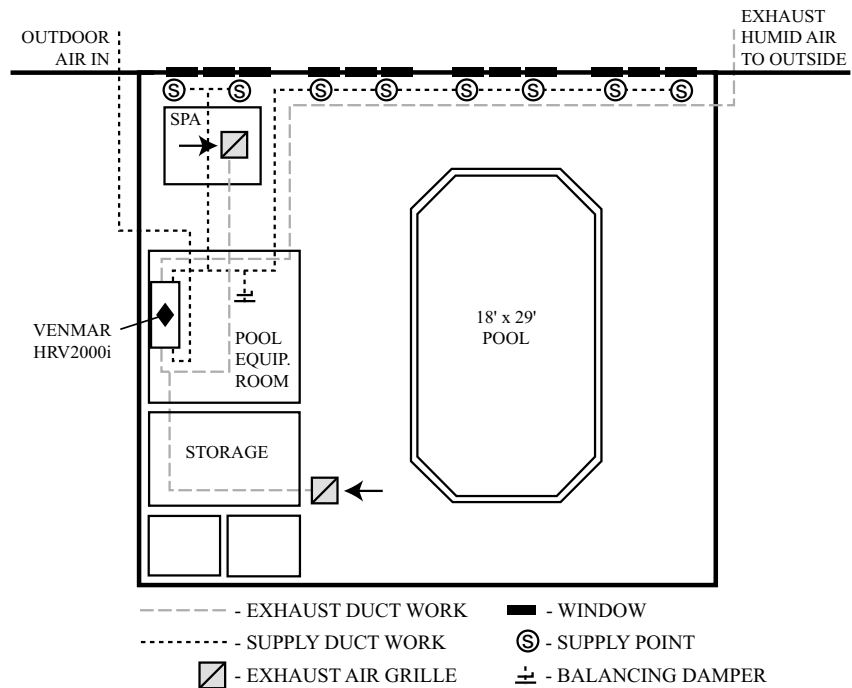 OUTDOOR
AIR IN
EXHAUST
HUMID AIR
TO OUTSIDE
S
S
S
S
S
S
S
S
SPA
VENMAR
HRV2000i
POOL
EQUIP.
ROOM
18' x 29'
POOL
STORAGE
- EXHAUST DUCT WORK
- WINDOW
- SUPPLY DUCT WORK
S - SUPPLY POINT
- EXHAUST AIR GRILLE
- BALANCING DAMPER